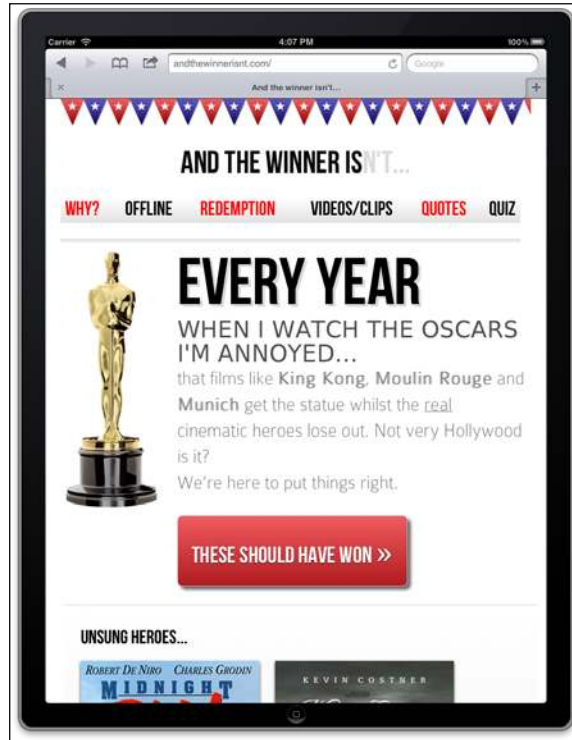 Carrier 4:07 PM 100%
andthewinnerisnt.com/ Google
And the winner isn't...
AND THE WINNER ISN'T...
WHY? OFFLINE REDEMPTION VIDEOS/CLIPS QUOTES QUIZ
EVERY YEAR
WHEN I WATCH THE OSCARS
I'M ANNOYED...
that films like King Kong, Moulin Rouge and
Munich get the statue whilst the real
cinematic heroes lose out. Not very Hollywood
is it?
We're here to put things right.
THESE SHOULD HAVE WON »
UNSUNG HEROES...
ROBERT DE NIRO CHARLES GRODIN
MIDNIGHT
KEVIN COSTNER